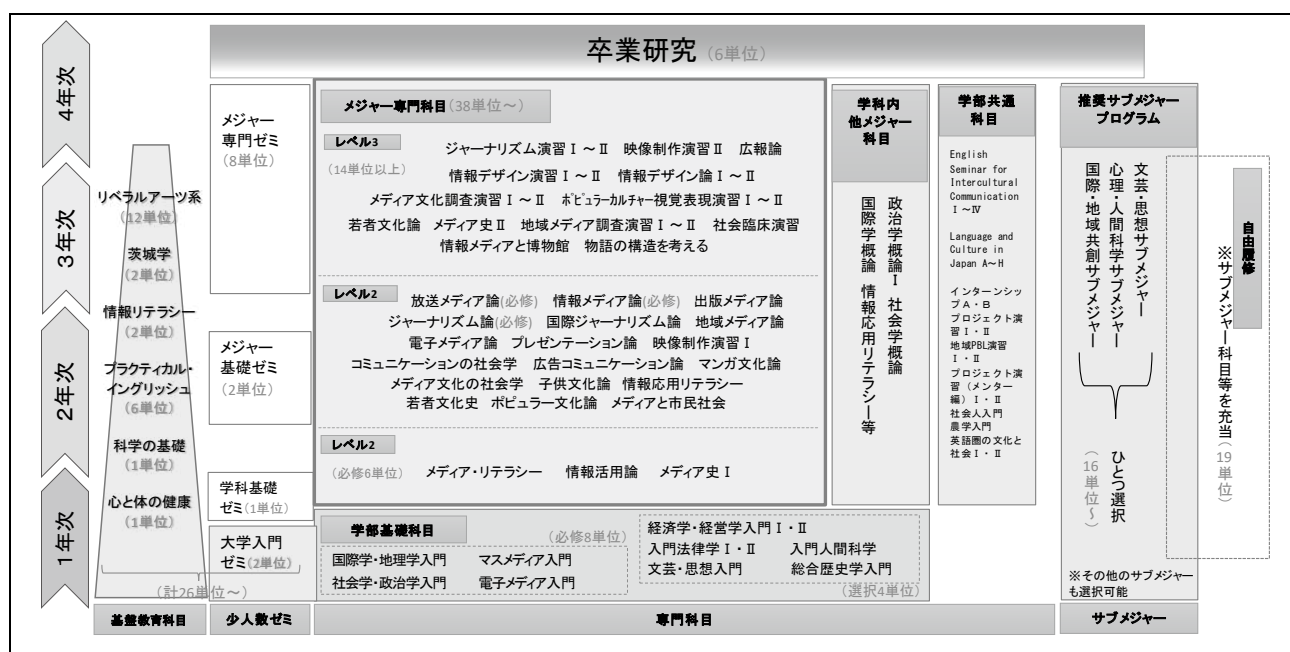 卒業研究(6単位)
4年次
3年次
2年次
1年次
リベラルアーツ系
(12単位)
茨城学
(2単位)
情報リテラシー
(2単位)
プラクティカル・
イングリッシュ
(6単位)
科学の基礎
(1単位)
心と体の健康
(1単位)
(計26単位~)
基盤教育科目
メジャー
専門ゼミ
(8単位)
メジャー
基礎ゼミ
(2単位)
学科基礎
ゼミ(1単位)
大学入門
ゼミ(2単位)
少人数ゼミ
メジャー専門科目(38単位~)
レベル3
(14単位以上)
ジャーナリズム演習Ⅰ~Ⅱ 映像制作演習Ⅱ 広報論
情報デザイン演習Ⅰ~Ⅱ 情報デザイン論Ⅰ~Ⅱ
メディア文化調査演習Ⅰ~Ⅱ ポピュラーカルチャー視覚表現演習Ⅰ~Ⅱ
若者文化論 メディア史Ⅱ 地域メディア調査演習Ⅰ~Ⅱ 社会臨床演習
情報メディアと博物館 物語の構造を考える
レベル2
放送メディア論(必修) 情報メディア論(必修) 出版メディア論
ジャーナリズム論(必修) 国際ジャーナリズム論 地域メディア論
電子メディア論 プレゼンテーション論 映像制作演習Ⅰ
コミュニケーションの社会学 広告コミュニケーション論 マンガ文化論
メディア文化の社会学 子供文化論 情報応用リテラシー
若者文化史 ポピュラー文化論 メディアと市民社会
レベル2
(必修6単位) メディア・リテラシー 情報活用論 メディア史Ⅰ
学部基礎科目
(必修8単位)
国際学・地理学入門 マスメディア入門
社会学・政治学入門 電子メディア入門
経済学・経営学入門Ⅰ・Ⅱ
入門法律学Ⅰ・Ⅱ 入門人間科学
文芸・思想入門 総合歴史学入門
(選択4単位)
専門科目
学科内
他メジャー
科目
政治学概論Ⅰ 社会学概論
国際学概論 情報応用リテラシー等
学部共通
科目
English
Seminar for
Intercultural
Communication
Ⅰ~Ⅳ
Language and
Culture in
Japan A~H
インターンシッ
プA・B
プロジェクト演
習Ⅰ・Ⅱ
地域PBL演習
Ⅰ・Ⅱ
プロジェクト演
習(メンター
編)Ⅰ・Ⅱ
社会人入門
農学入門
英語圏の文化と
社会Ⅰ・Ⅱ
推奨サブメジャー
プログラム
文芸・思想サブメジャー
心理・人間科学サブメジャー
国際・地域共創サブメジャー
ひとつ選択
(16単位~)
※その他のサブメジャー
も選択可能
サブメジャー
自由履修
※サブメジャー科目等を充当(19単位)